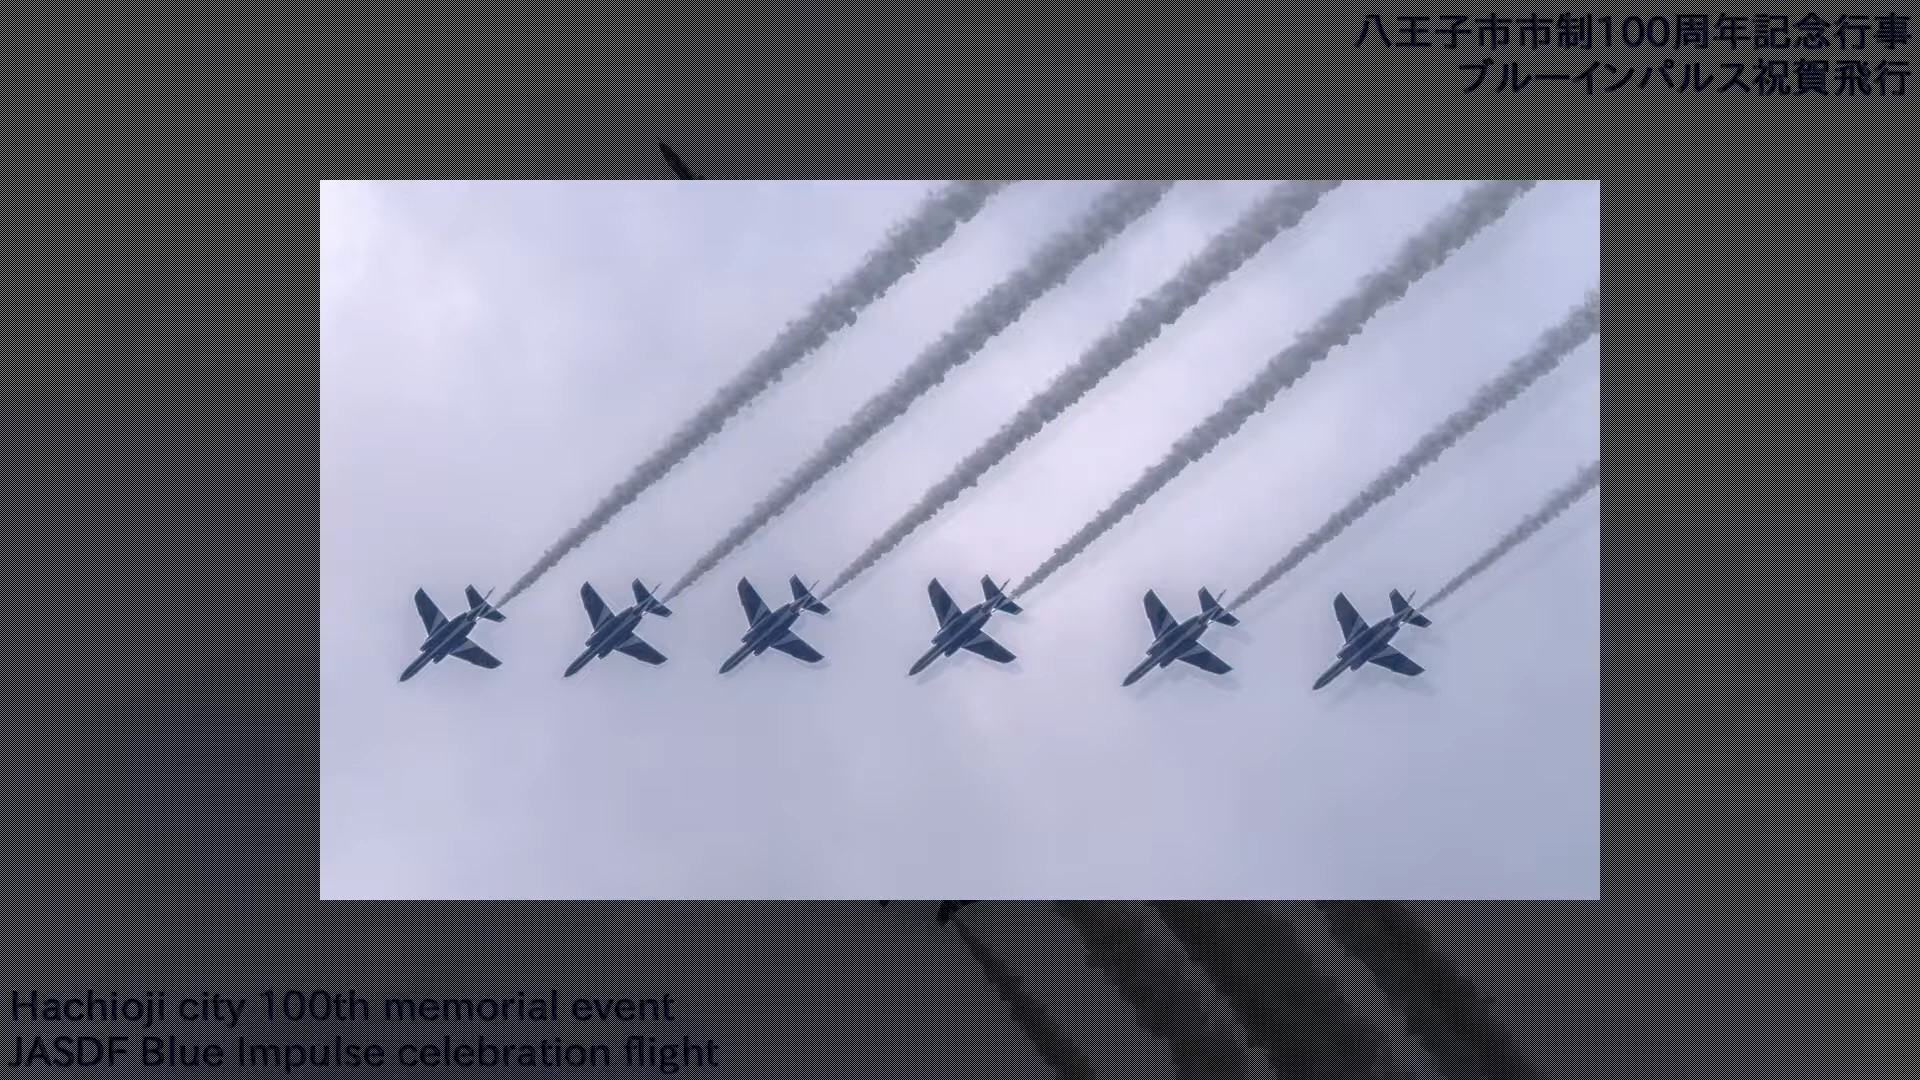 八王子市市制100周年記念行事
ブルーインパルス祝賀飛行
Hachioji city 100th memorial event
JASDF Blue Impulse celebration flight